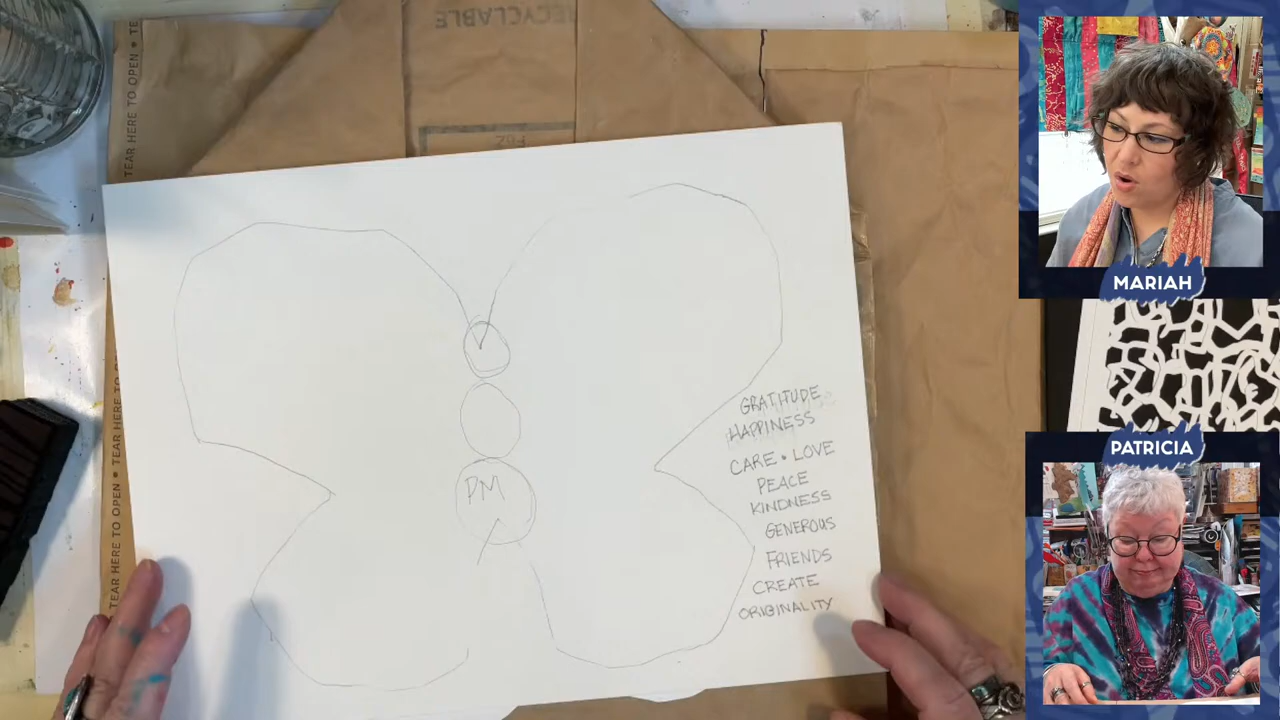 RECYCLABLE
TEAR HERE TO OPEN • TE
TEAR HERE TO OPEN • TEAR HERE TO OPEN
MARIAH
GRATITUDE
HAPPINESS
CARE • LOVE
PEACE
KINDNESS
GENEROUS
FRIENDS
CREATE
ORIGINALITY
PM
PATRICIA